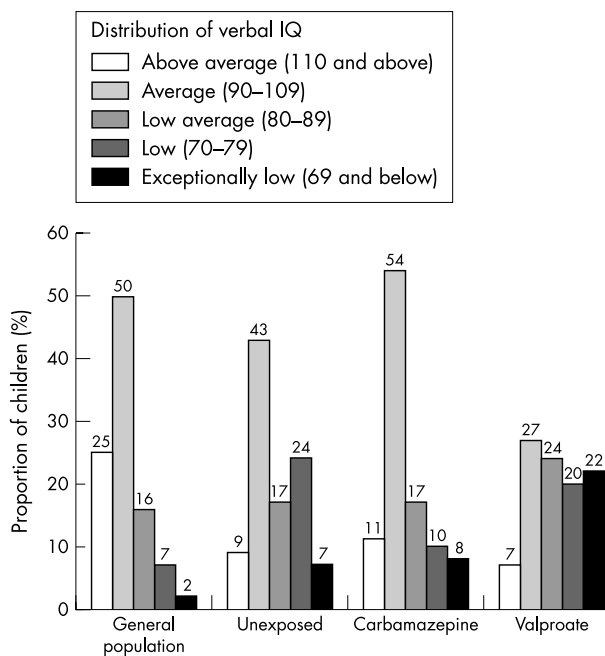 Distribution of verbal IQ
Above average (110 and above)
Average (90–109)
Low average (80–89)
Low (70–79)
Exceptionally low (69 and below)
Proportion of children (%)
60
50
40
30
20
10
0
25
50
16
7
2
9
43
17
24
7
11
54
17
10
8
7
27
24
20
22
General
population
Unexposed
Carbamazepine
Valproate